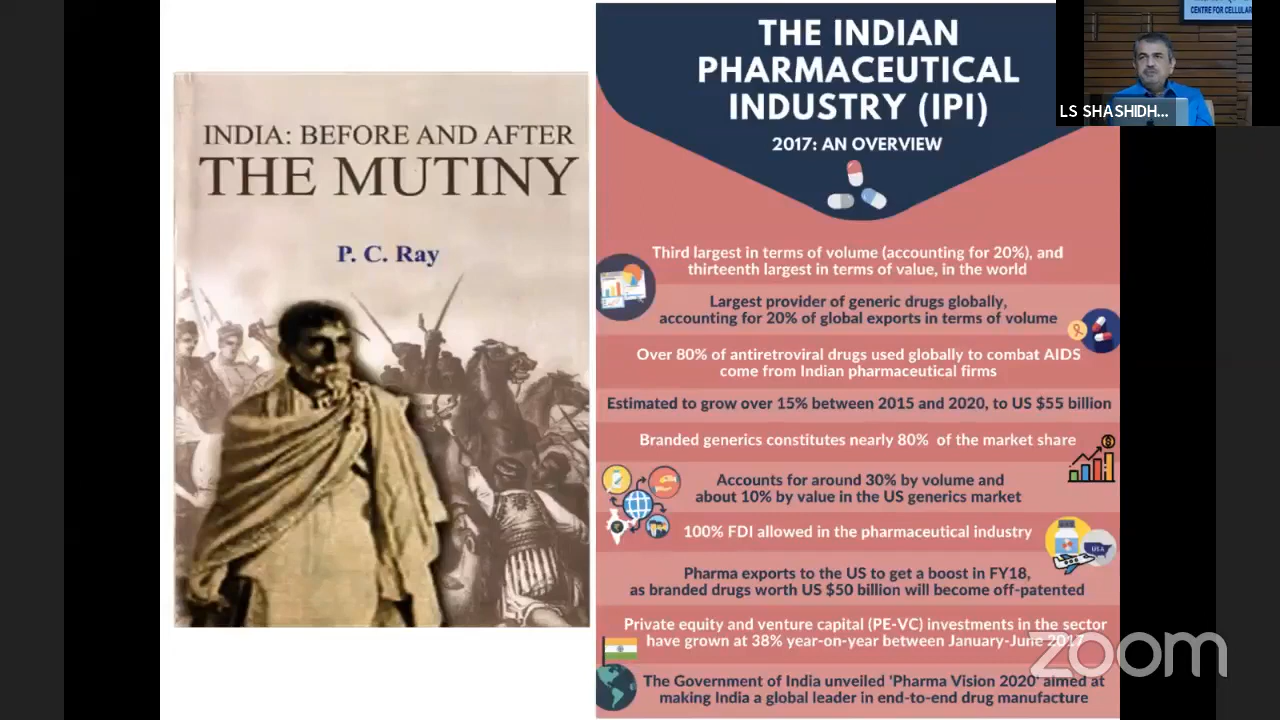 INDIA: BEFORE AND AFTER
THE MUTINY
P. C. Ray
THE INDIAN
PHARMACEUTICAL
INDUSTRY (IPI)
2017: AN OVERVIEW
Third largest in terms of volume (accounting for 20%), and
thirteenth largest in terms of value, in the world
Largest provider of generic drugs globally,
accounting for 20% of global exports in terms of volume
Over 80% of antiretroviral drugs used globally to combat AIDS
come from Indian pharmaceutical firms
Estimated to grow over 15% between 2015 and 2020, to US $55 billion
Branded generics constitutes nearly 80% of the market share
Accounts for around 30% by volume and
about 10% by value in the US generics market
100% FDI allowed in the pharmaceutical industry
USA
Pharma exports to the US to get a boost in FY18,
as branded drugs worth US $50 billion will become off-patented
Private equity and venture capital (PE-VC) investments in the sector
have grown at 38% year-on-year between January-June 2017
The Government of India unveiled 'Pharma Vision 2020' aimed at
making India a global leader in end-to-end drug manufacture
CENTRE FOR CELLULAR
LS SHASHIDH...
zoom